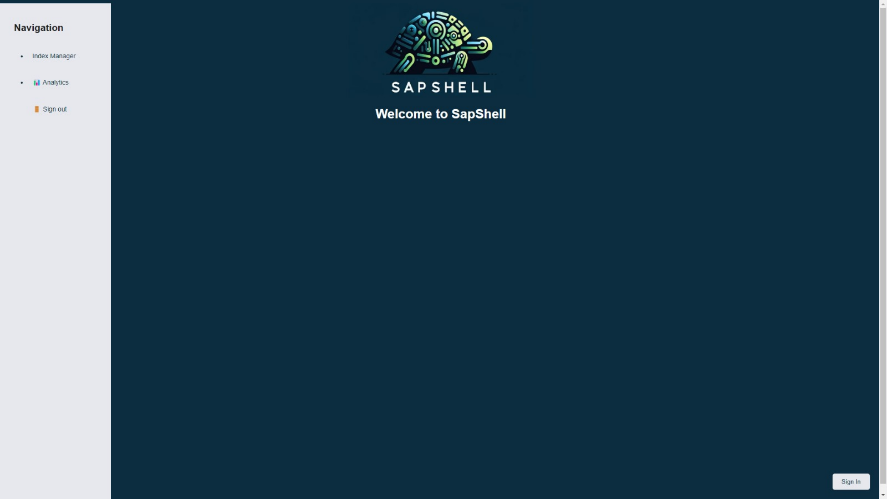 Navigation
Index Manager
Analytics
Sign out
SAPSHELL
Welcome to SapShell
Sign In